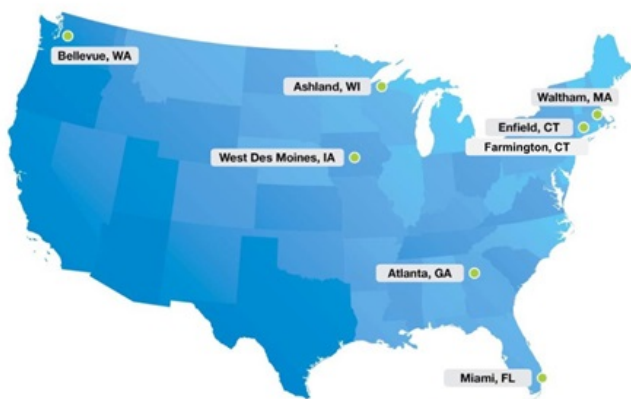 Bellevue, WA
Ashland, WI
Waltham, MA
Enfield, CT
Farmington, CT
West Des Moines, IA
Atlanta, GA
Miami, FL